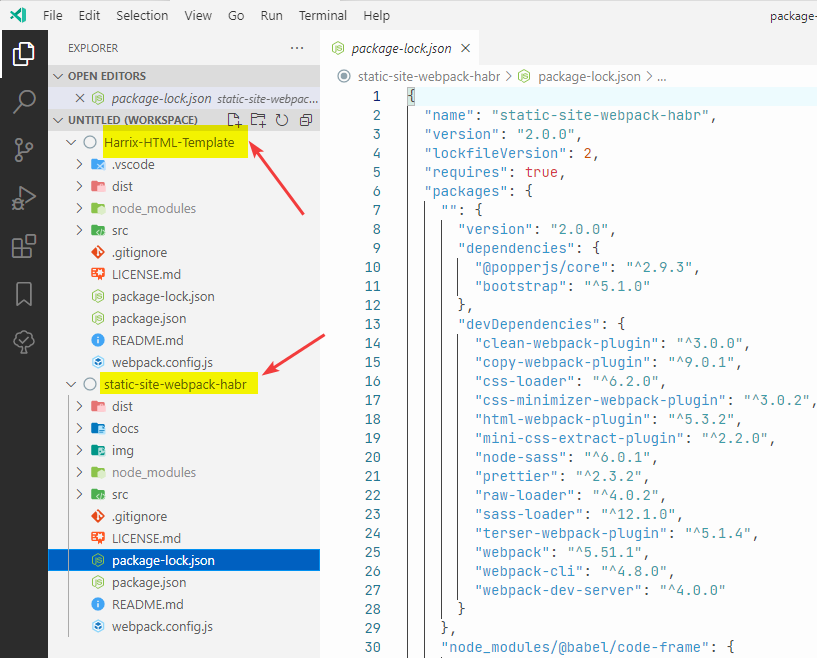 File Edit Selection View Go Run Terminal Help package-
EXPLORER
OPEN EDITORS
package-lock.json static-site-webpac...
UNTITLED (WORKSPACE)
Harrix-HTML-Template
.vscode
dist
node_modules
src
.gitignore
LICENSE.md
package-lock.json
package.json
README.md
webpack.config.js
static-site-webpack-habr
dist
docs
img
node_modules
src
.gitignore
LICENSE.md
package-lock.json
package.json
README.md
webpack.config.js
package-lock.json
static-site-webpack-habr > package-lock.json > ...
1 {
2 "name": "static-site-webpack-habr",
3 "version": "2.0.0",
4 "lockfileVersion": 2,
5 "requires": true,
6 "packages": {
7 "": {
8 "version": "2.0.0",
9 "dependencies": {
10 "@popperjs/core": "^2.9.3",
11 "bootstrap": "^5.1.0"
12 },
13 "devDependencies": {
14 "clean-webpack-plugin": "^3.0.0",
15 "copy-webpack-plugin": "^9.0.1",
16 "css-loader": "^6.2.0",
17 "css-minimizer-webpack-plugin": "^3.0.2",
18 "html-webpack-plugin": "^5.3.2",
19 "mini-css-extract-plugin": "^2.2.0",
20 "node-sass": "^6.0.1",
21 "prettier": "^2.3.2",
22 "raw-loader": "^4.0.2",
23 "sass-loader": "^12.1.0",
24 "terser-webpack-plugin": "^5.1.4",
25 "webpack": "^5.51.1",
26 "webpack-cli": "^4.8.0",
27 "webpack-dev-server": "^4.0.0"
28 }
29 },
30 "node_modules/@babel/code-frame": {